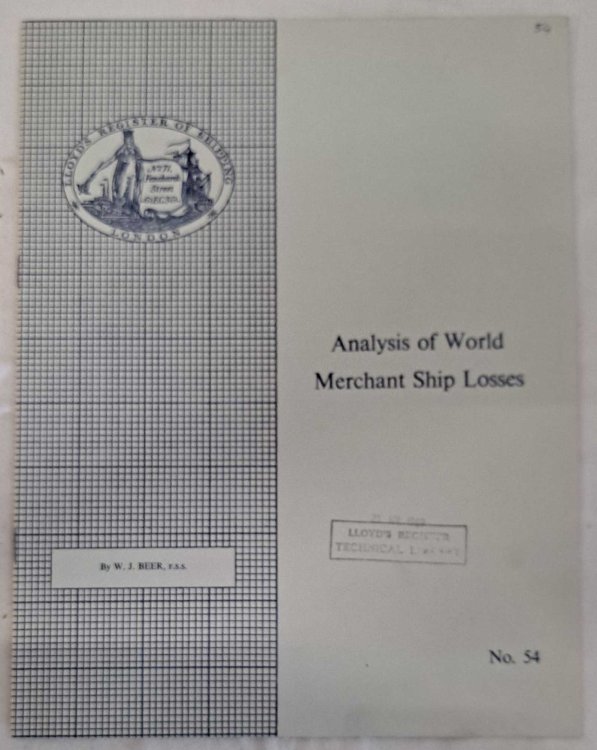 54
LLOYD'S REGISTER OF SHIPPING
LONDON
Analysis of World
Merchant Ship Losses
LLOYD'S REGISTER
TECHNICAL LIBRARY
By W. J. BEER, F.S.S.
No. 54